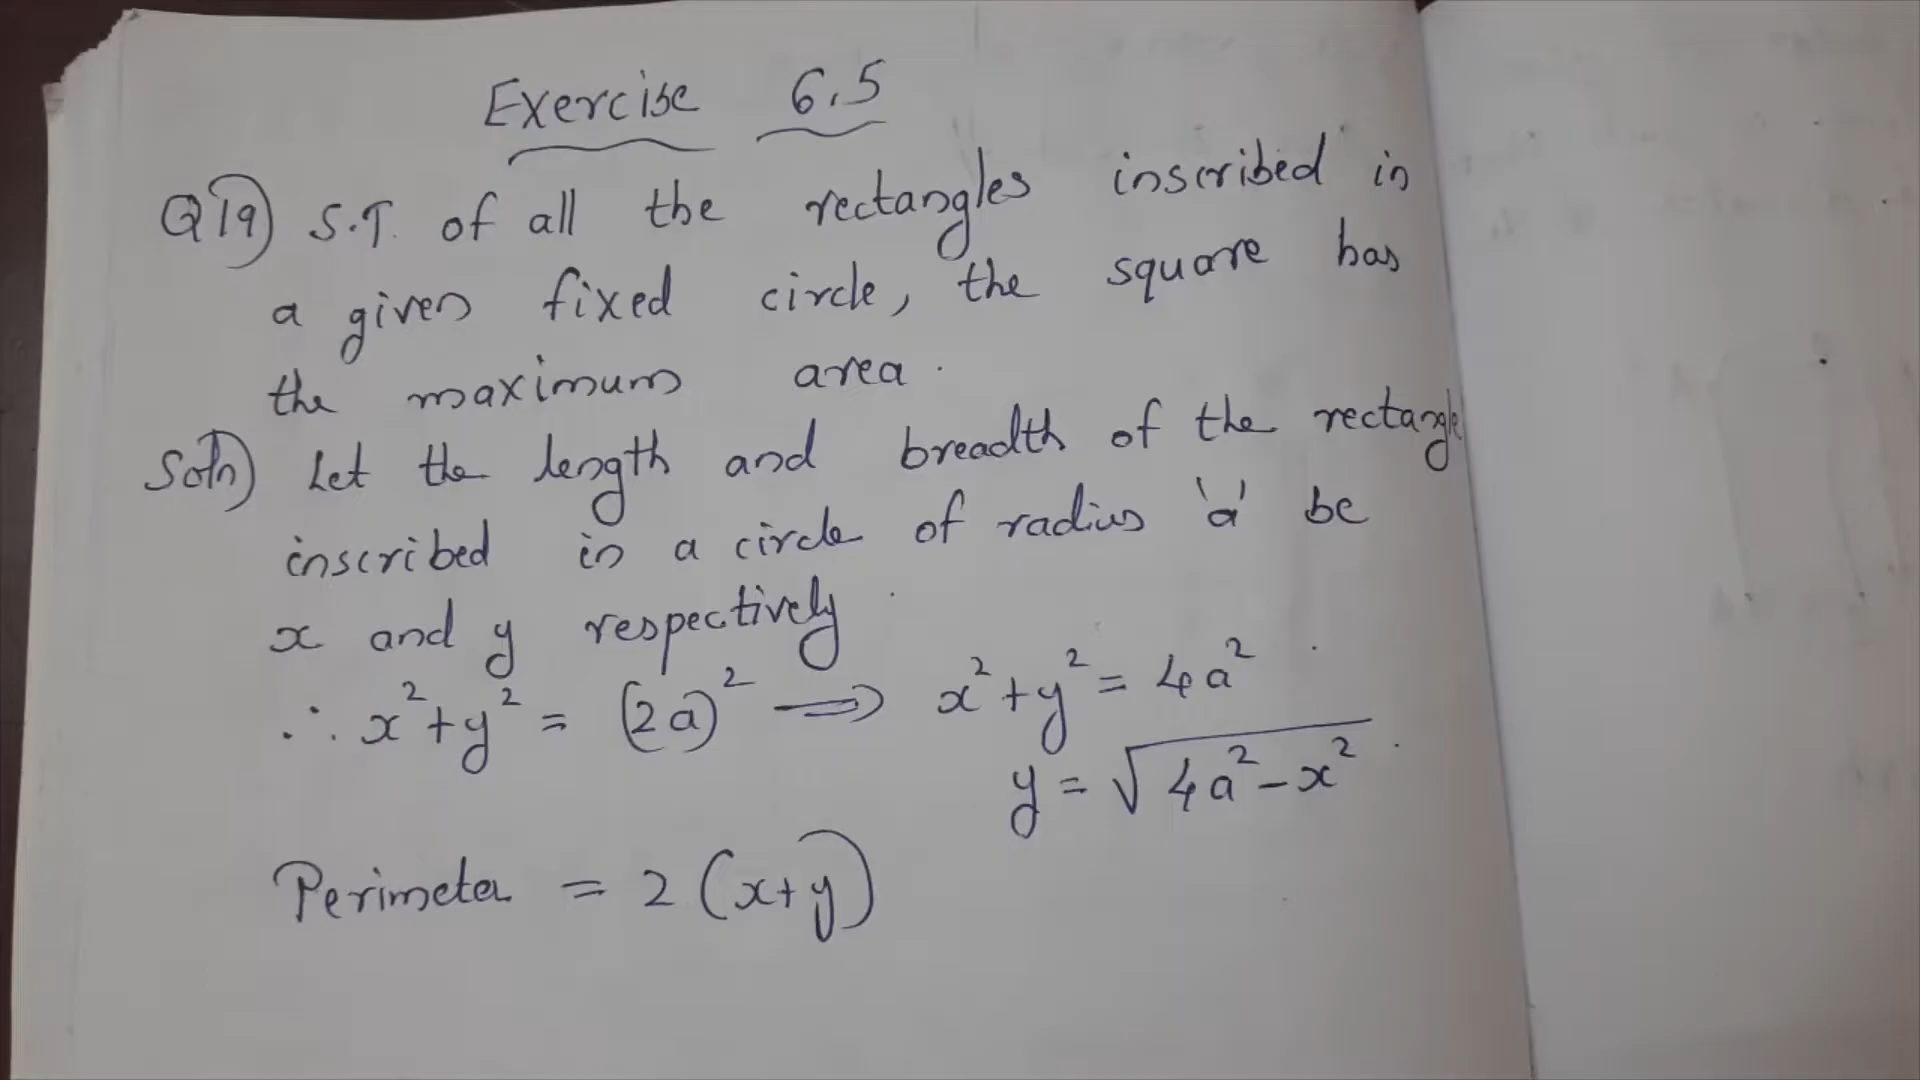 Exercise 6.5
Q19) S.T. of all the rectangles inscribed in
a given fixed circle, the square has
the maximum area.
Soln) Let the length and breadth of the rectangle
inscribed in a circle of radius 'a' be
x and y respectively
∴ x²+y² = (2a)² ⟹ x²+y² = 4a².
y = √(4a²-x²).
Perimeter = 2(x+y)